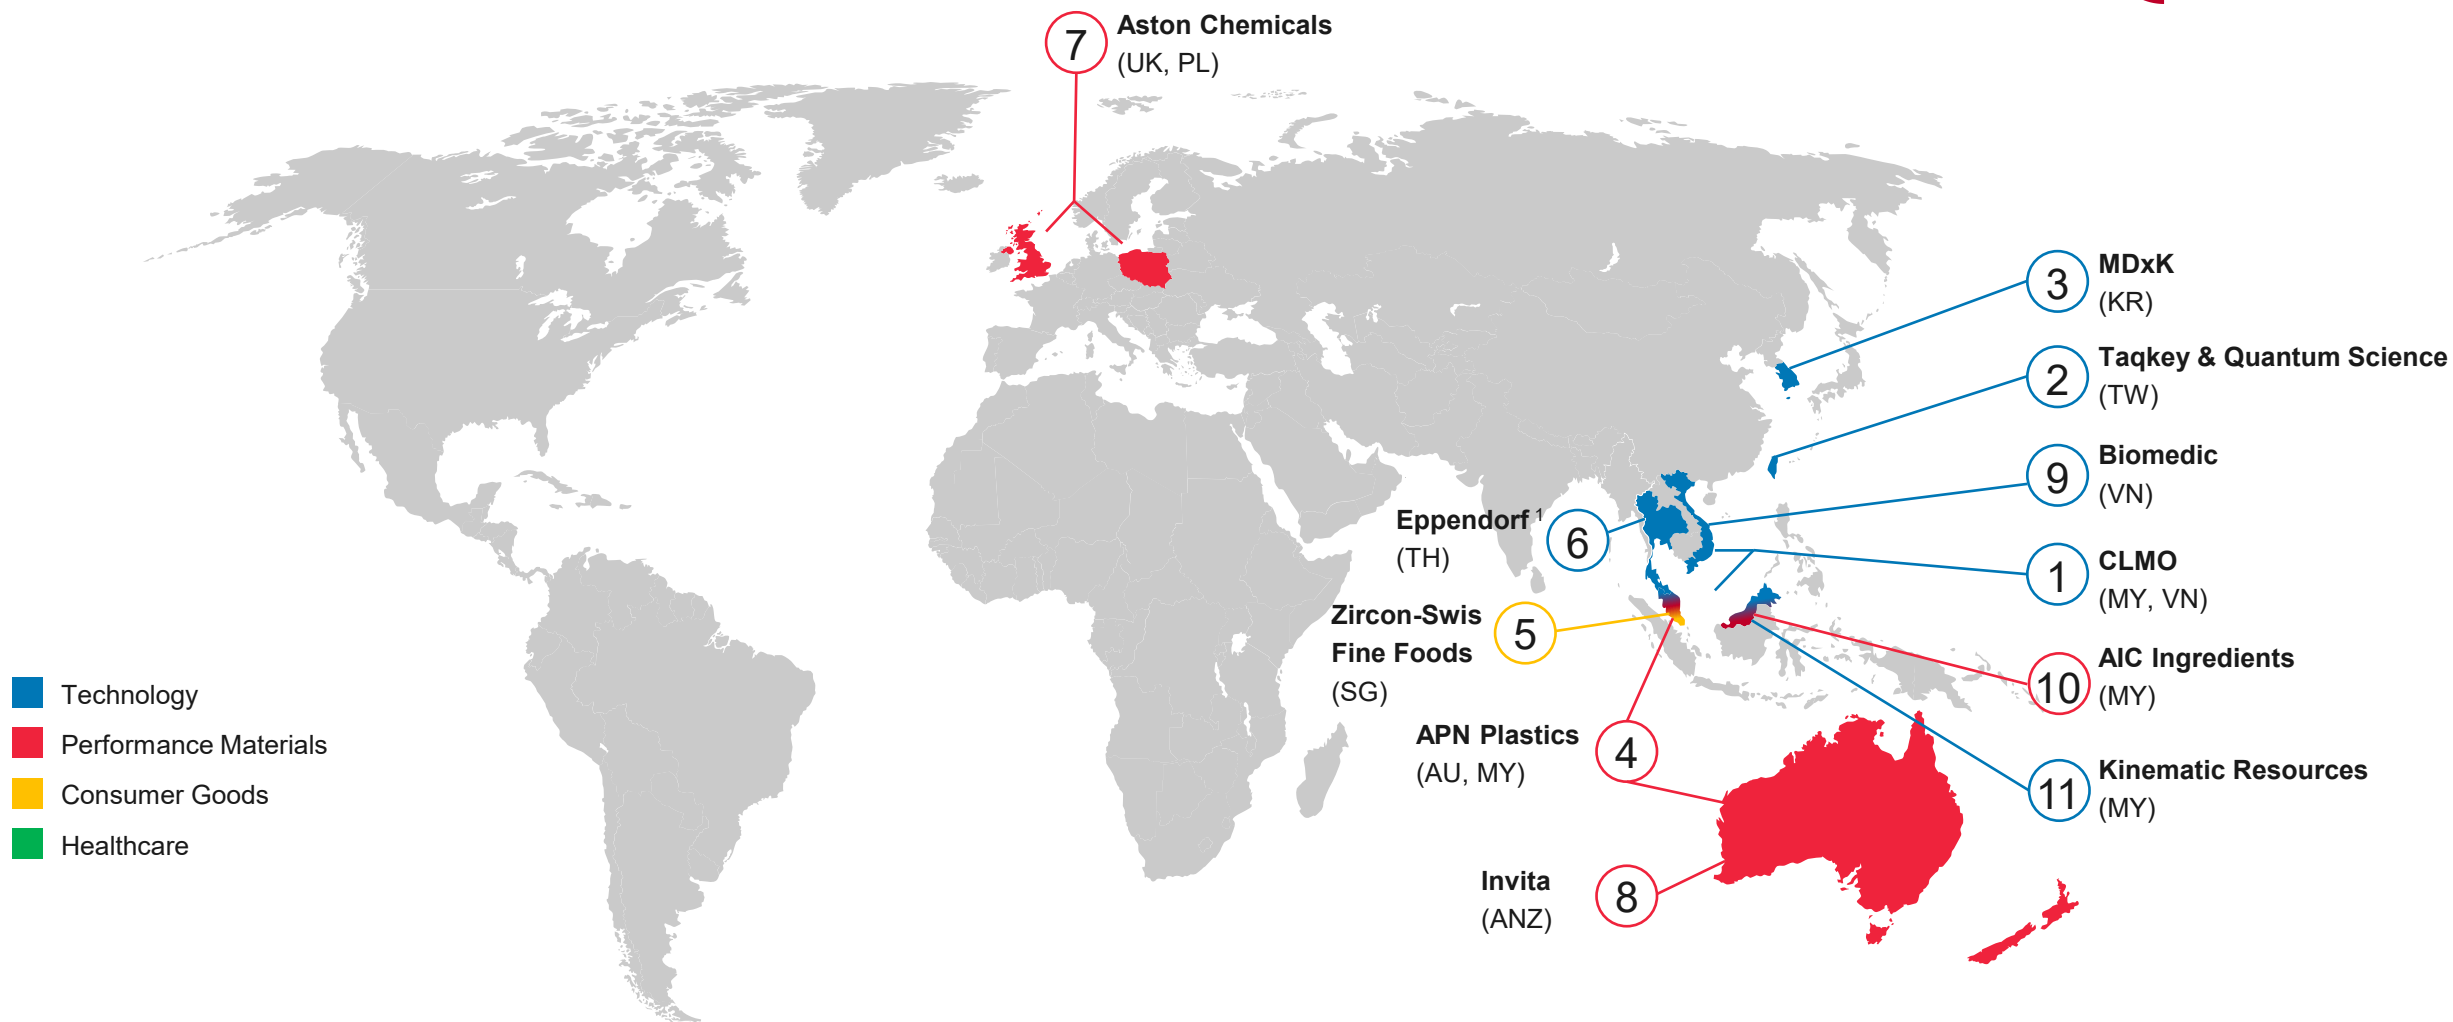 7
Aston Chemicals
(UK, PL)
3
MDxK
(KR)
2
Taqkey & Quantum Science
(TW)
9
Biomedic
(VN)
Eppendorf 1
(TH)
6
1
CLMO
(MY, VN)
Zircon-Swis
Fine Foods
(SG)
5
10
AIC Ingredients
(MY)
APN Plastics
(AU, MY)
4
11
Kinematic Resources
(MY)
Invita
(ANZ)
8
Technology
Performance Materials
Consumer Goods
Healthcare